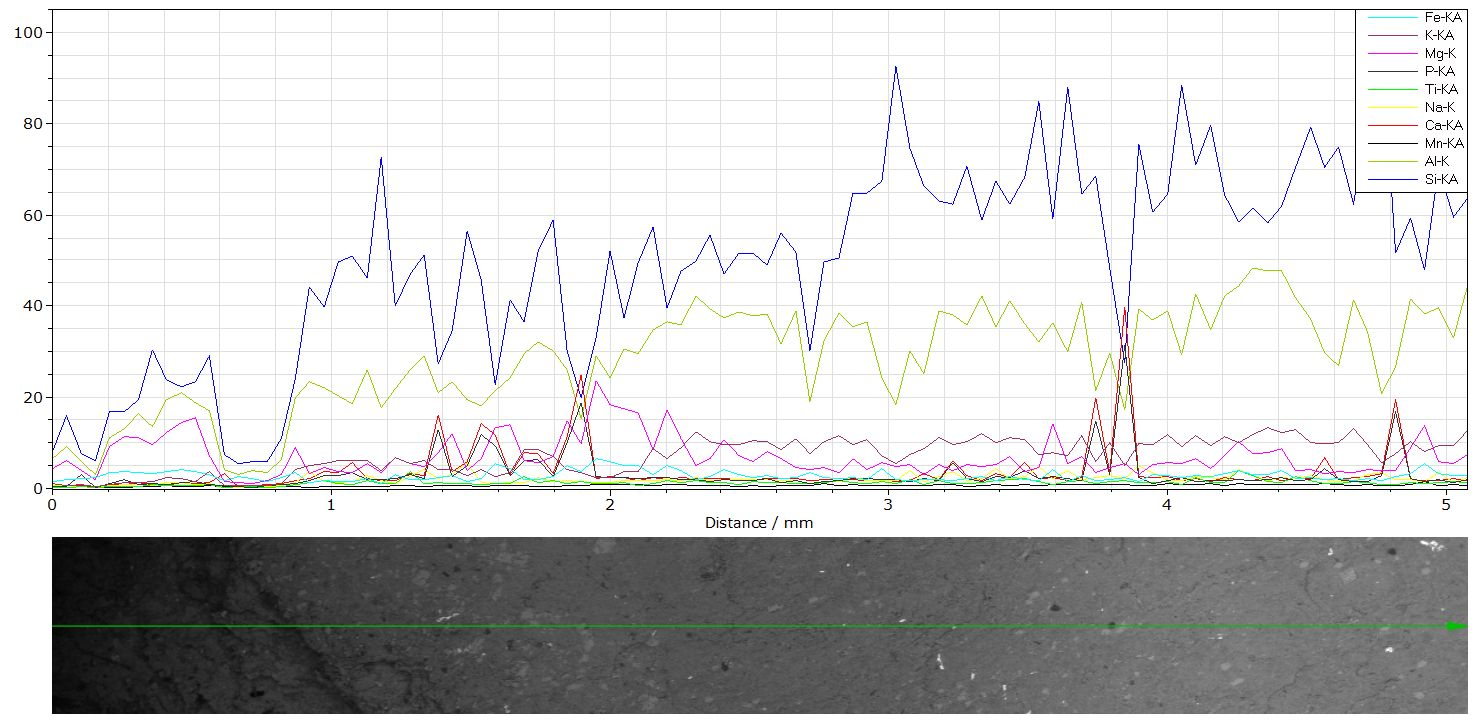 100
80
60
40
20
0
0 1 2 3 4 5
Distance / mm
Fe-KA
K-KA
Mg-K
P-KA
Ti-KA
Na-K
Ca-KA
Mn-KA
Al-K
Si-KA